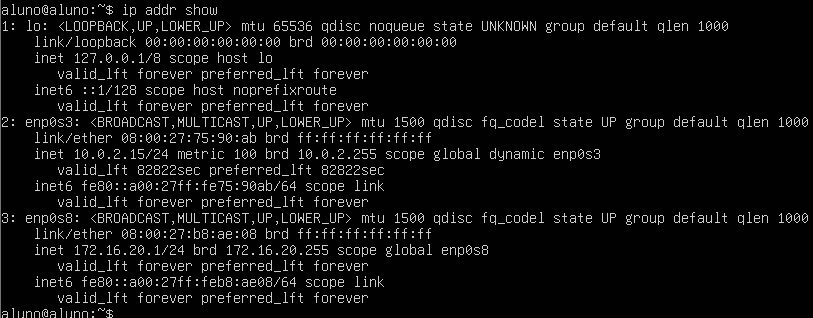 aluno@aluno:~$ ip addr show
1: lo: <LOOPBACK,UP,LOWER_UP> mtu 65536 qdisc noqueue state UNKNOWN group default qlen 1000
    link/loopback 00:00:00:00:00:00 brd 00:00:00:00:00:00
    inet 127.0.0.1/8 scope host lo
       valid_lft forever preferred_lft forever
    inet6 ::1/128 scope host noprefixroute
       valid_lft forever preferred_lft forever
2: enp0s3: <BROADCAST,MULTICAST,UP,LOWER_UP> mtu 1500 qdisc fq_codel state UP group default qlen 1000
    link/ether 08:00:27:75:90:ab brd ff:ff:ff:ff:ff:ff
    inet 10.0.2.15/24 metric 100 brd 10.0.2.255 scope global dynamic enp0s3
       valid_lft 82822sec preferred_lft 82822sec
    inet6 fe80::a00:27ff:fe75:90ab/64 scope link
       valid_lft forever preferred_lft forever
3: enp0s8: <BROADCAST,MULTICAST,UP,LOWER_UP> mtu 1500 qdisc fq_codel state UP group default qlen 1000
    link/ether 08:00:27:b8:ae:08 brd ff:ff:ff:ff:ff:ff
    inet 172.16.20.1/24 brd 172.16.20.255 scope global enp0s8
       valid_lft forever preferred_lft forever
    inet6 fe80::a00:27ff:feb8:ae08/64 scope link
       valid_lft forever preferred_lft forever
aluno@aluno:~$